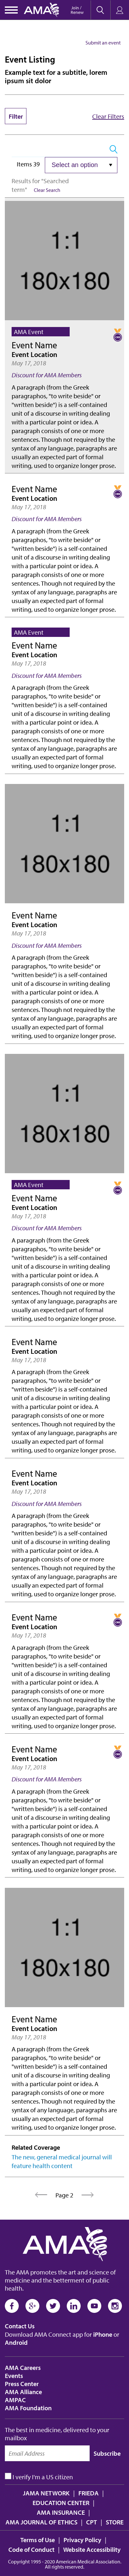 AMA
Join /
Renew
Submit an event
Event Listing
Example text for a subtitle, lorem
ipsum sit dolor
Filter
Clear Filters
Items 39
Select an option
Results for "Searched
term"
Clear Search
1:1
180x180
AMA Event
Event Name
Event Location
May 17, 2018
Discount for AMA Members
A paragraph (from the Greek
paragraphos, "to write beside" or
"written beside") is a self-contained
unit of a discourse in writing dealing
with a particular point or idea. A
paragraph consists of one or more
sentences. Though not required by the
syntax of any language, paragraphs are
usually an expected part of formal
writing, used to organize longer prose.
Event Name
Event Location
May 17, 2018
Discount for AMA Members
A paragraph (from the Greek
paragraphos, "to write beside" or
"written beside") is a self-contained
unit of a discourse in writing dealing
with a particular point or idea. A
paragraph consists of one or more
sentences. Though not required by the
syntax of any language, paragraphs are
usually an expected part of formal
writing, used to organize longer prose.
AMA Event
Event Name
Event Location
May 17, 2018
Discount for AMA Members
A paragraph (from the Greek
paragraphos, "to write beside" or
"written beside") is a self-contained
unit of a discourse in writing dealing
with a particular point or idea. A
paragraph consists of one or more
sentences. Though not required by the
syntax of any language, paragraphs are
usually an expected part of formal
writing, used to organize longer prose.
1:1
180x180
Event Name
Event Location
May 17, 2018
Discount for AMA Members
A paragraph (from the Greek
paragraphos, "to write beside" or
"written beside") is a self-contained
unit of a discourse in writing dealing
with a particular point or idea. A
paragraph consists of one or more
sentences. Though not required by the
syntax of any language, paragraphs are
usually an expected part of formal
writing, used to organize longer prose.
1:1
180x180
AMA Event
Event Name
Event Location
May 17, 2018
Discount for AMA Members
A paragraph (from the Greek
paragraphos, "to write beside" or
"written beside") is a self-contained
unit of a discourse in writing dealing
with a particular point or idea. A
paragraph consists of one or more
sentences. Though not required by the
syntax of any language, paragraphs are
usually an expected part of formal
writing, used to organize longer prose.
Event Name
Event Location
May 17, 2018
A paragraph (from the Greek
paragraphos, "to write beside" or
"written beside") is a self-contained
unit of a discourse in writing dealing
with a particular point or idea. A
paragraph consists of one or more
sentences. Though not required by the
syntax of any language, paragraphs are
usually an expected part of formal
writing, used to organize longer prose.
Event Name
Event Location
May 17, 2018
Discount for AMA Members
A paragraph (from the Greek
paragraphos, "to write beside" or
"written beside") is a self-contained
unit of a discourse in writing dealing
with a particular point or idea. A
paragraph consists of one or more
sentences. Though not required by the
syntax of any language, paragraphs are
usually an expected part of formal
writing, used to organize longer prose.
Event Name
Event Location
May 17, 2018
A paragraph (from the Greek
paragraphos, "to write beside" or
"written beside") is a self-contained
unit of a discourse in writing dealing
with a particular point or idea. A
paragraph consists of one or more
sentences. Though not required by the
syntax of any language, paragraphs are
usually an expected part of formal
writing, used to organize longer prose.
Event Name
Event Location
May 17, 2018
Discount for AMA Members
A paragraph (from the Greek
paragraphos, "to write beside" or
"written beside") is a self-contained
unit of a discourse in writing dealing
with a particular point or idea. A
paragraph consists of one or more
sentences. Though not required by the
syntax of any language, paragraphs are
usually an expected part of formal
writing, used to organize longer prose.
1:1
180x180
Event Name
Event Location
May 17, 2018
A paragraph (from the Greek
paragraphos, "to write beside" or
"written beside") is a self-contained
unit of a discourse in writing dealing
with a particular point or idea. A
paragraph consists of one or more
sentences. Though not required by the
syntax of any language, paragraphs are
usually an expected part of formal
writing, used to organize longer prose.
Related Coverage
The new, general medical journal will
feature health content
Page 2
AMA
The AMA promotes the art and science of
medicine and the betterment of public
health.
Contact Us
Download AMA Connect app for iPhone or
Android
AMA Careers
Events
Press Center
AMA Alliance
AMPAC
AMA Foundation
The best in medicine, delivered to your
mailbox
Email Address
Subscribe
I verify I'm a US citizen
JAMA NETWORK | FREIDA |
EDUCATION CENTER |
AMA INSURANCE |
AMA JOURNAL OF ETHICS | CPT | STORE
Terms of Use | Privacy Policy |
Code of Conduct | Website Accessibility
Copyright 1995 - 2020 American Medical Association.
All rights reserved.